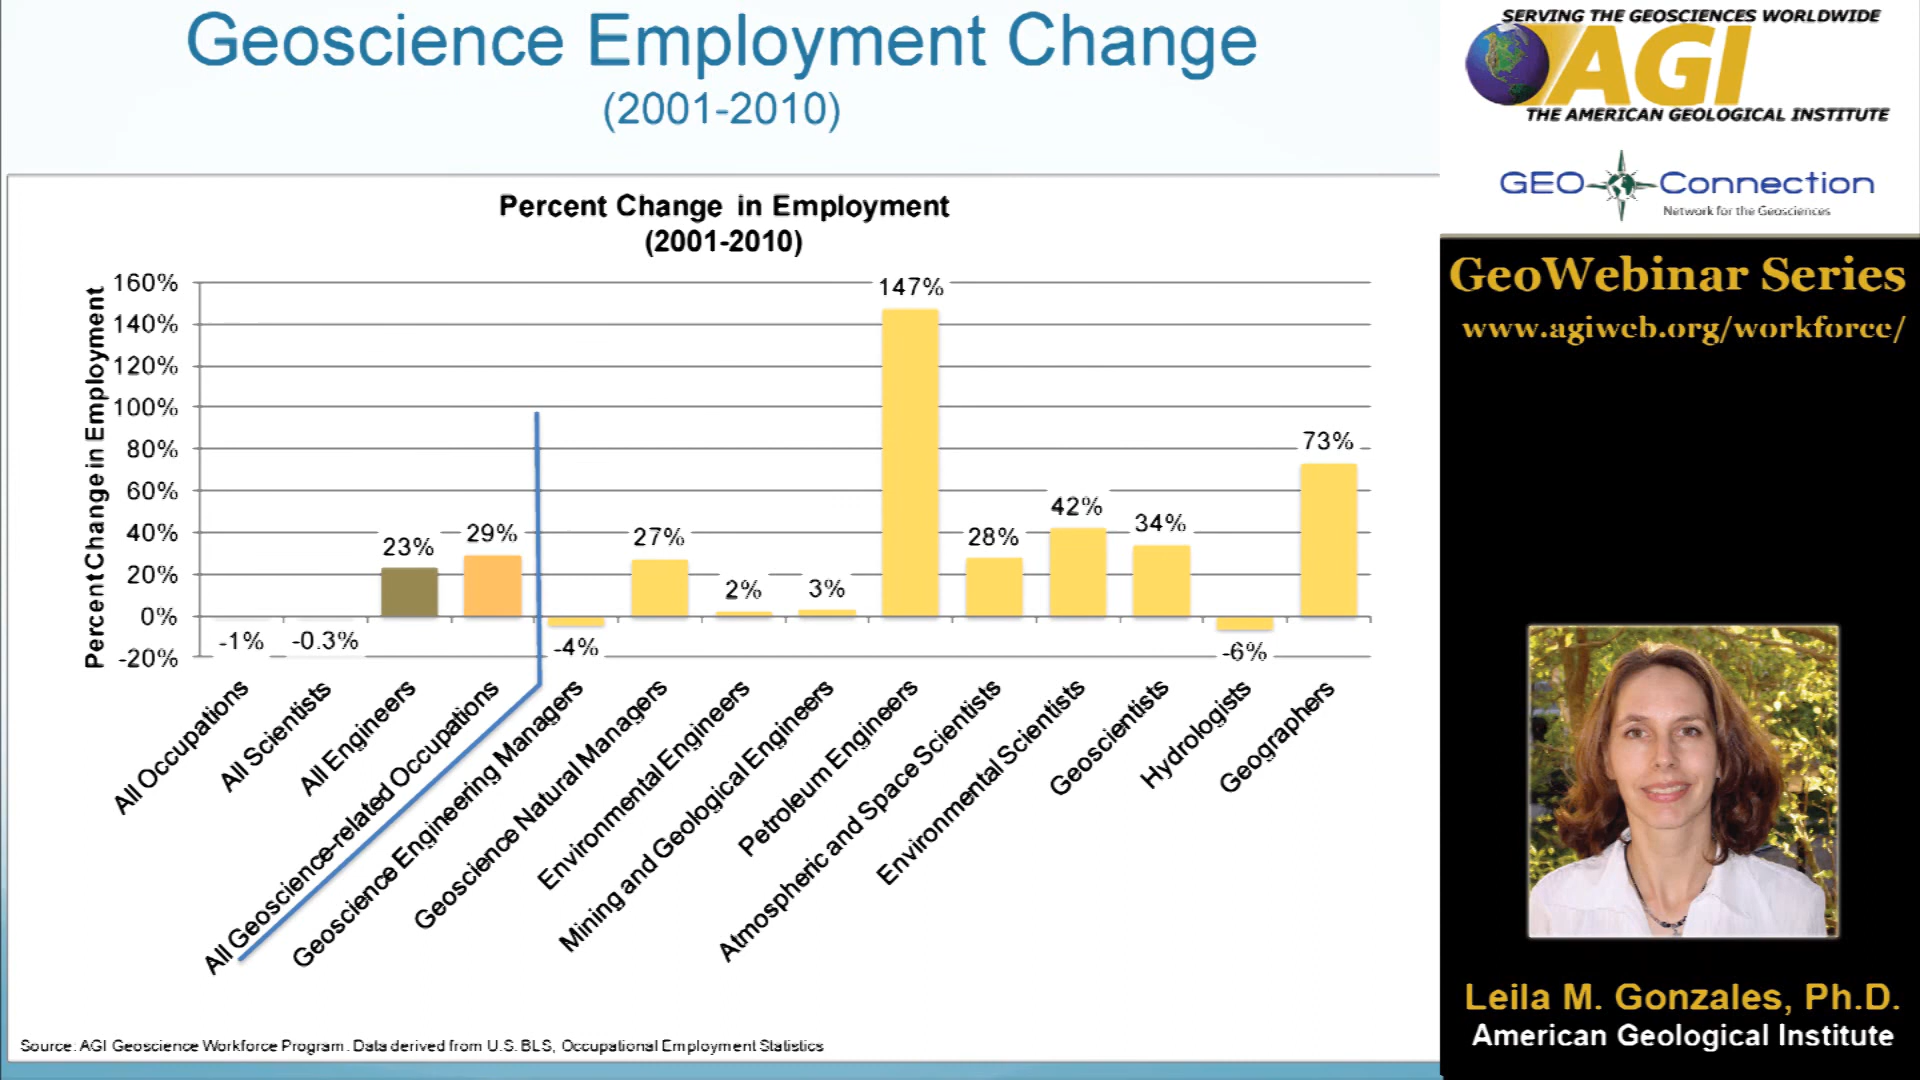 Geoscience Employment Change
(2001-2010)
Percent Change in Employment
(2001-2010)
Percent Change in Employment
160%
140%
120%
100%
80%
60%
40%
20%
0%
-20%
-1%
-0.3%
23%
29%
-4%
27%
2%
3%
147%
28%
42%
34%
-6%
73%
All Occupations
All Scientists
All Engineers
All Geoscience-related Occupations
Geoscience Engineering Managers
Geoscience Natural Managers
Environmental Engineers
Mining and Geological Engineers
Petroleum Engineers
Atmospheric and Space Scientists
Environmental Scientists
Geoscientists
Hydrologists
Geographers
Source: AGI Geoscience Workforce Program. Data derived from U.S. BLS, Occupational Employment Statistics
SERVING THE GEOSCIENCES WORLDWIDE
AGI
THE AMERICAN GEOLOGICAL INSTITUTE
GEO Connection
Network for the Geosciences
GeoWebinar Series
www.agiweb.org/workforce/
Leila M. Gonzales, Ph.D.
American Geological Institute